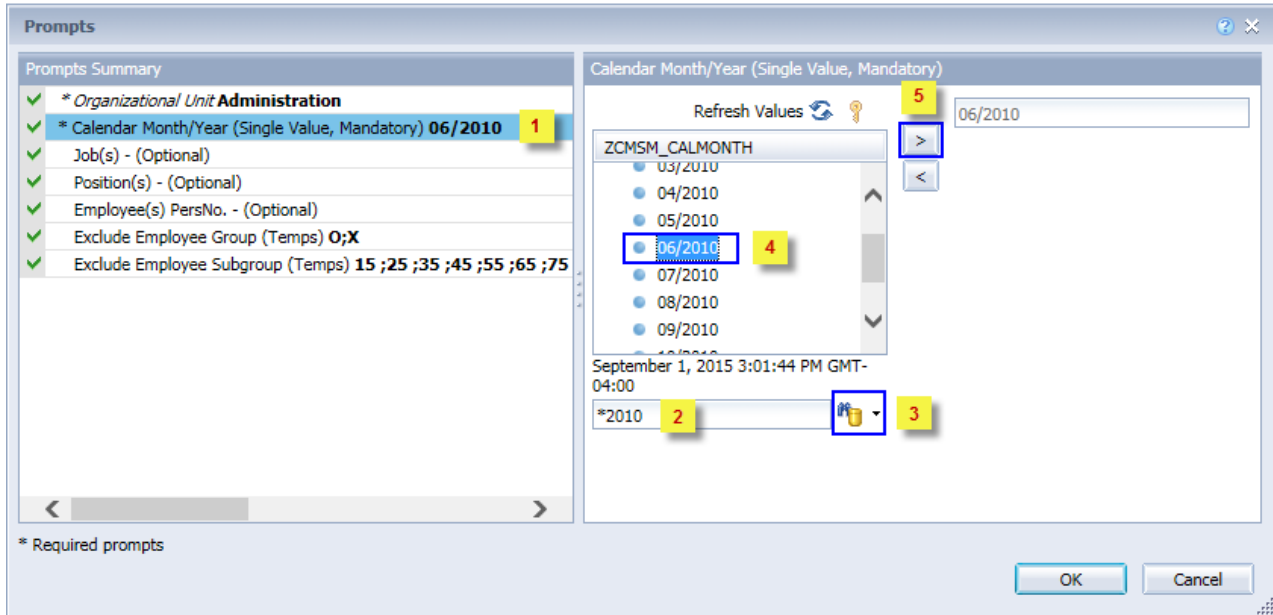 Prompts
Prompts Summary
* Organizational Unit Administration
* Calendar Month/Year (Single Value, Mandatory) 06/2010 1
Job(s) - (Optional)
Position(s) - (Optional)
Employee(s) PersNo. - (Optional)
Exclude Employee Group (Temps) O;X
Exclude Employee Subgroup (Temps) 15 ;25 ;35 ;45 ;55 ;65 ;75
Calendar Month/Year (Single Value, Mandatory)
Refresh Values
5
06/2010
>
<
ZCMSM_CALMONTH
03/2010
04/2010
05/2010
06/2010 4
07/2010
08/2010
09/2010
10/2010
September 1, 2015 3:01:44 PM GMT-
04:00
*2010 2
3
* Required prompts
OK
Cancel